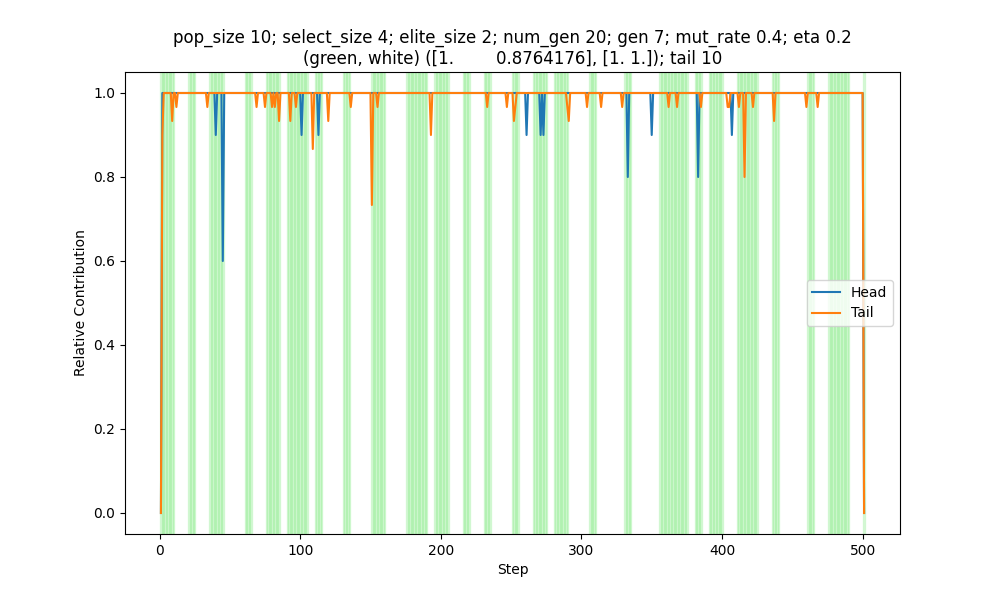 pop_size 10; select_size 4; elite_size 2; num_gen 20; gen 7; mut_rate 0.4; eta 0.2
(green, white) ([1.        0.8764176], [1. 1.]); tail 10
1.0
0.8
0.6
0.4
0.2
0.0
Relative Contribution
Head
Tail
0
100
200
300
400
500
Step